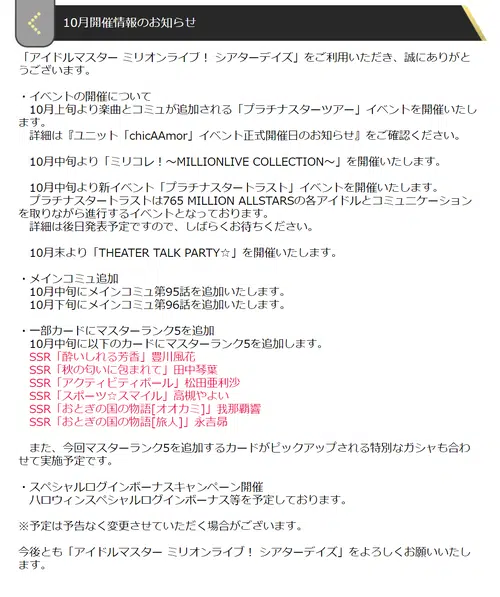 10月開催情報のお知らせ
「アイドルマスター ミリオンライブ！ シアターデイズ」をご利用いただき、誠にありがと
うございます。
・イベントの開催について
10月上旬より楽曲とコミュが追加される「プラチナスターツアー」イベントを開催いたし
ます。
詳細は『ユニット「chicAAmor」イベント正式開催日のお知らせ』をご確認ください。
10月中旬より「ミリコレ！～MILLIONLIVE COLLECTION～」を開催いたします。
10月中旬より新イベント「プラチナスタートラスト」イベントを開催いたします。
プラチナスタートラストは765 MILLION ALLSTARSの各アイドルとコミュニケーション
を取りながら進行するイベントとなっております。
詳細は後日発表予定ですので、しばらくお待ちください。
10月末より「THEATER TALK PARTY☆」を開催いたします。
・メインコミュ追加
10月中旬にメインコミュ第95話を追加いたします。
10月下旬にメインコミュ第96話を追加いたします。
・一部カードにマスターランク5を追加
10月中旬に以下のカードにマスターランク5を追加します。
SSR「酔いしれる芳香」豊川風花
SSR「秋の匂いに包まれて」田中琴葉
SSR「アクティビティボール」松田亜利沙
SSR「スポーツ☆スマイル」高槻やよい
SSR「おとぎの国の物語[オオカミ]」我那覇響
SSR「おとぎの国の物語[旅人]」永吉昴
また、今回マスターランク5を追加するカードがピックアップされる特別なガシャも合わ
せて実施予定です。
・スペシャルログインボーナスキャンペーン開催
ハロウィンスペシャルログインボーナス等を予定しております。
※予定は予告なく変更させていただく場合がございます。
今後とも「アイドルマスター ミリオンライブ！ シアターデイズ」をよろしくお願いいたし
ます。